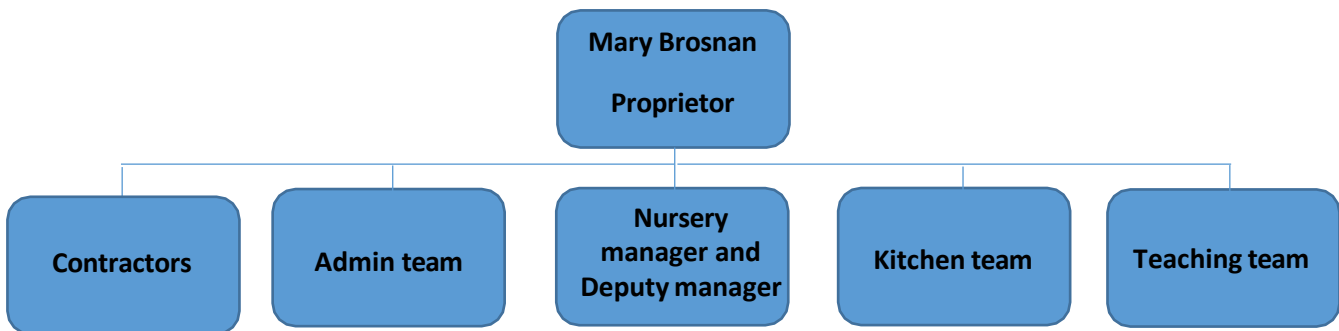 Mary Brosnan
Proprietor
Contractors
Admin team
Nursery
manager and
Deputy manager
Kitchen team
Teaching team